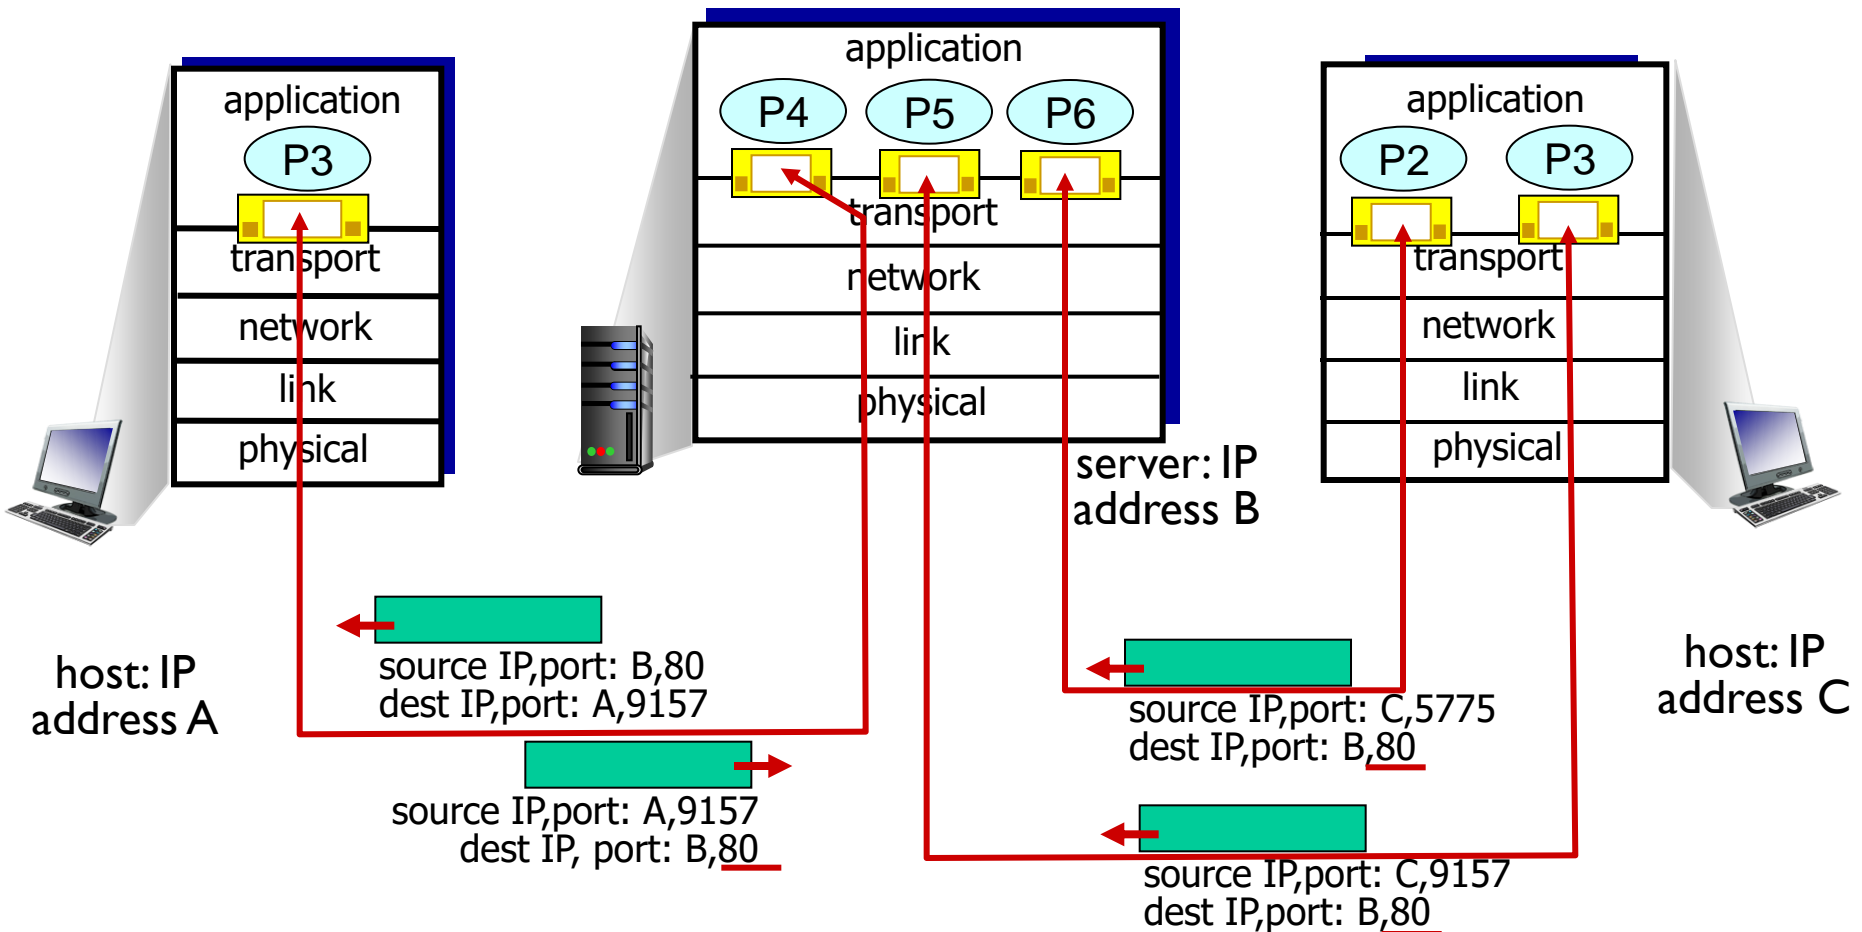 application
P3
transport
network
link
physical
host: IP
address A
application
P4
P5
P6
transport
network
link
physical
server: IP
address B
application
P2
P3
transport
network
link
physical
host: IP
address C
source IP,port: B,80
dest IP,port: A,9157
source IP,port: A,9157
dest IP, port: B,80
source IP,port: C,5775
dest IP,port: B,80
source IP,port: C,9157
dest IP,port: B,80